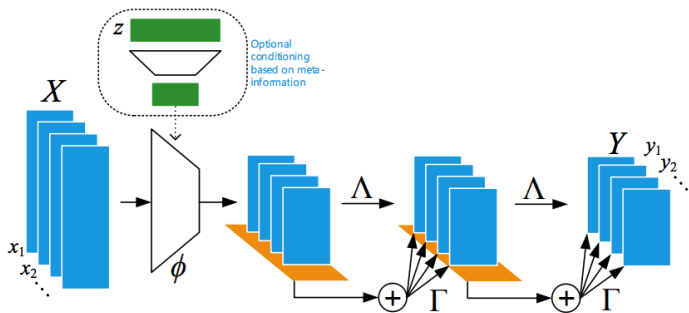 z
Optional
conditioning
based on meta-
information
X
ϕ
x₁
x₂
⋱
Λ
+
Γ
Λ
+
Γ
Y
y₁
y₂
⋱